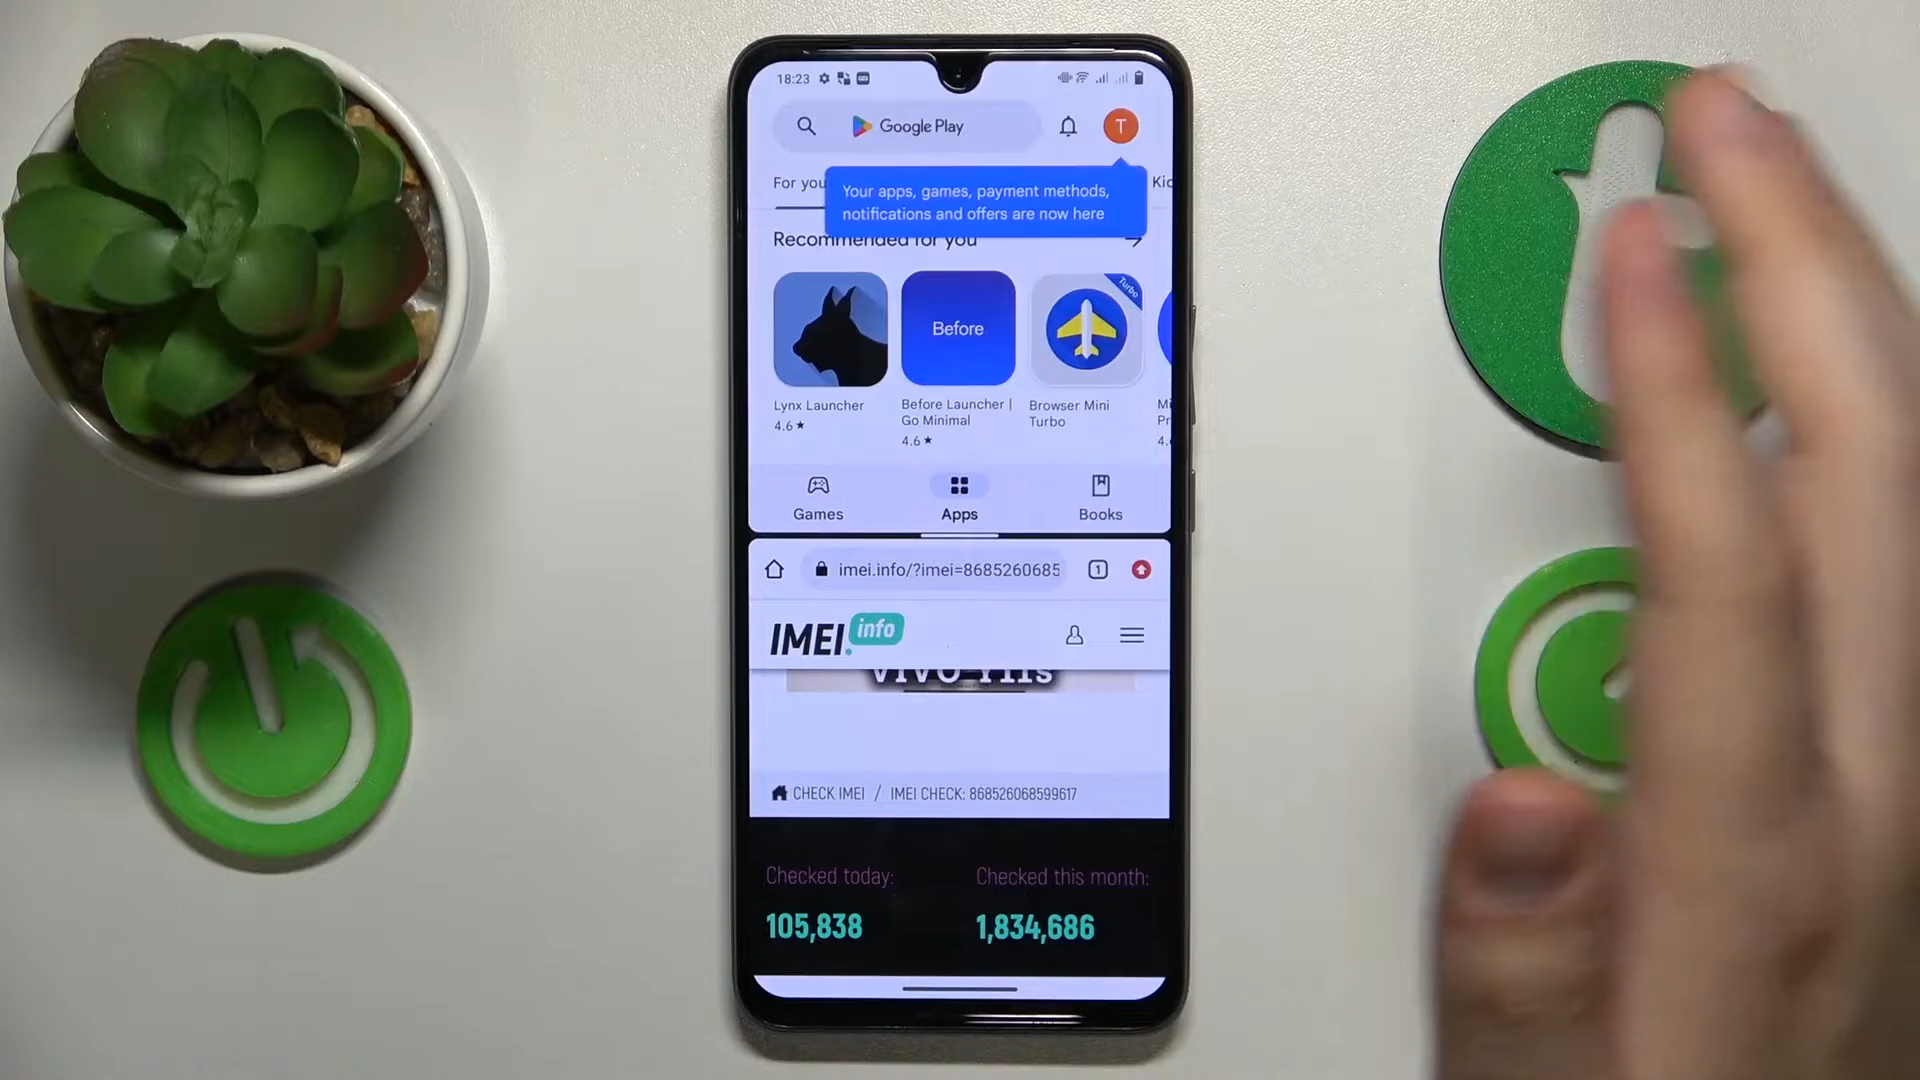 18:23
Google Play
T
For you
Your apps, games, payment methods,
notifications and offers are now here
Recommended for you
Before
Turbo
Lynx Launcher
4.6★
Before Launcher |
Go Minimal
4.6★
Browser Mini
Turbo
4.
Games
Apps
Books
imei.info/?imei=8685260685
1
IMEI.info
VIVO Y11s
CHECK IMEI / IMEI CHECK: 868526068599617
Checked today:
Checked this month:
105,838
1,834,686